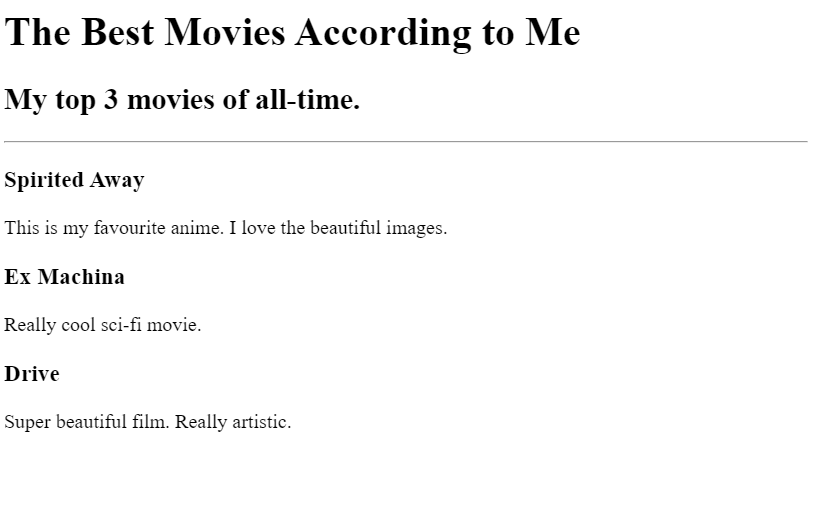 The Best Movies According to Me
My top 3 movies of all-time.
Spirited Away
This is my favourite anime. I love the beautiful images.
Ex Machina
Really cool sci-fi movie.
Drive
Super beautiful film. Really artistic.